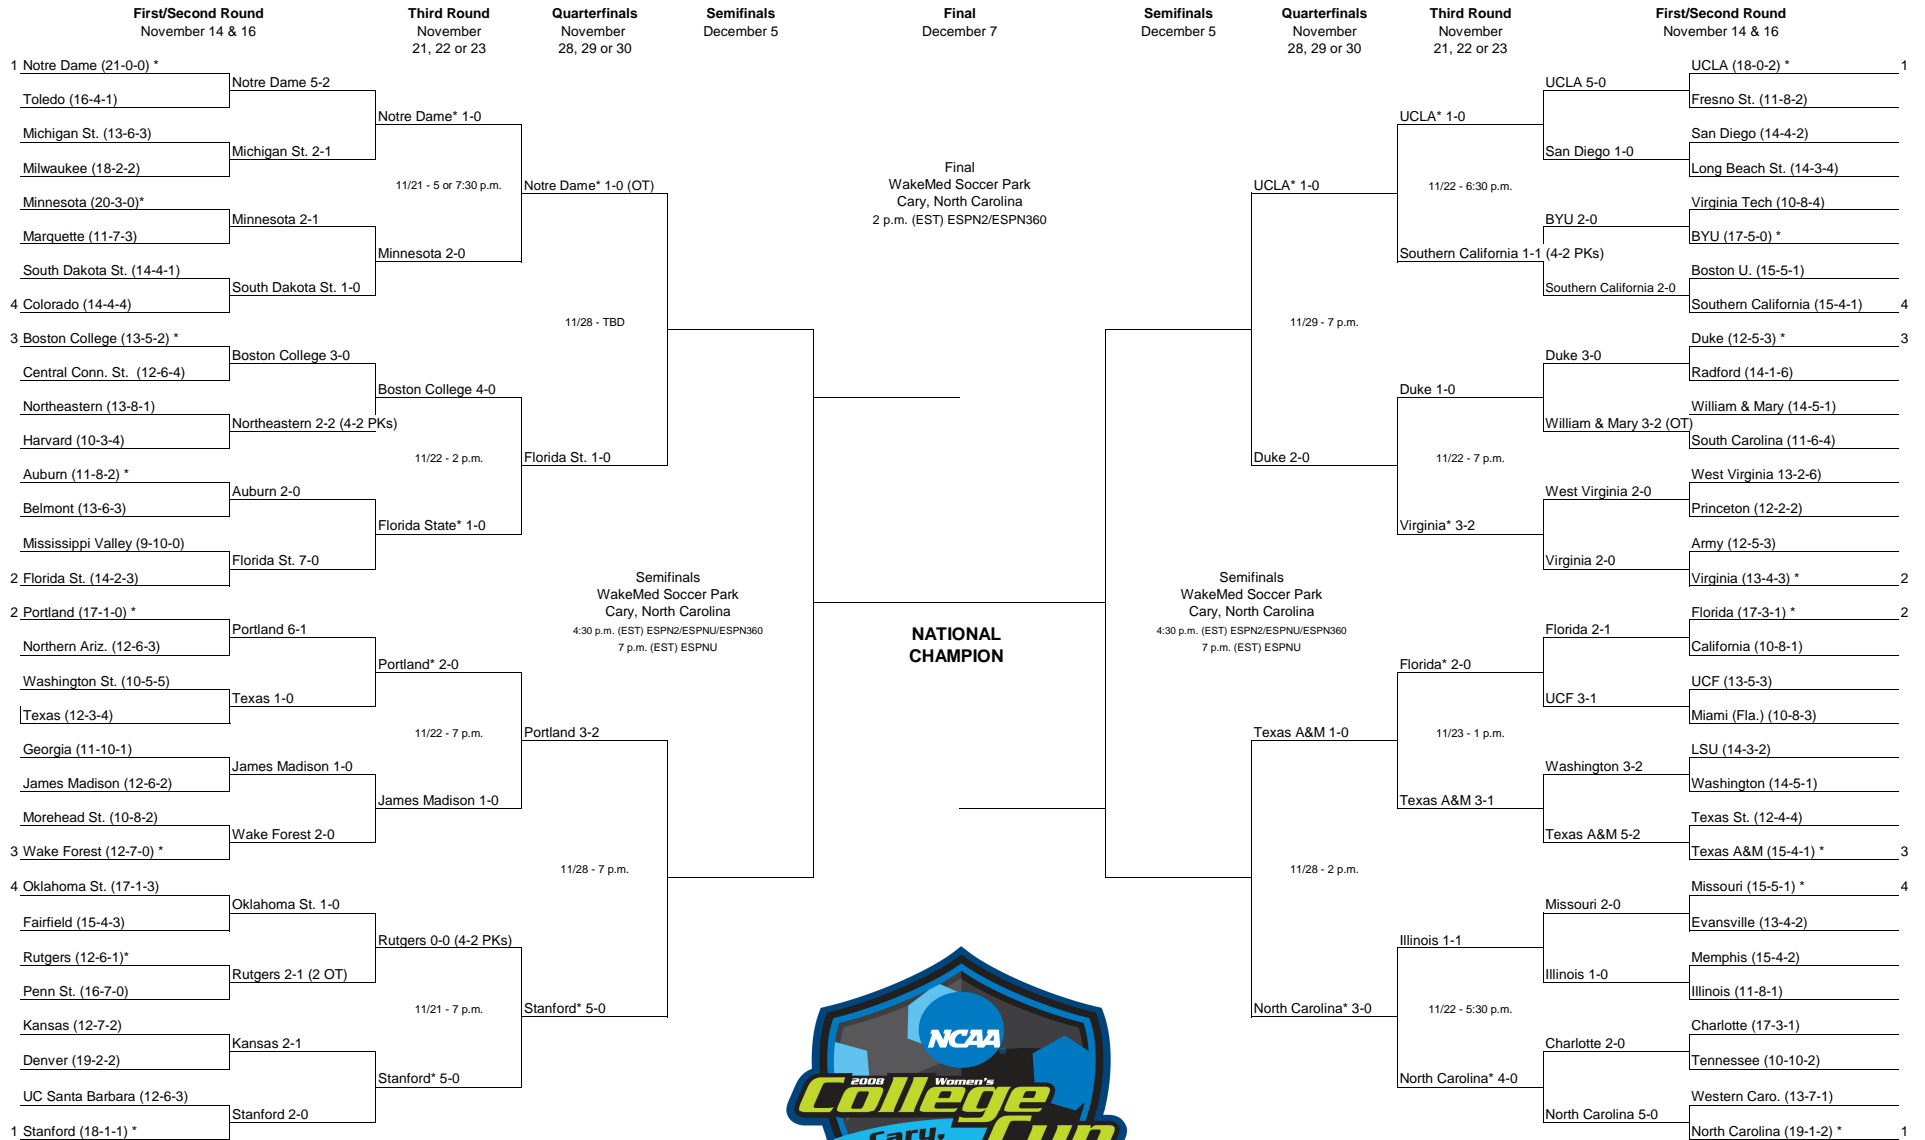 First/Second Round
November 14 & 16
Third Round
November
21, 22 or 23
Quarterfinals
November
28, 29 or 30
Semifinals
December 5
Final
December 7
Semifinals
December 5
Quarterfinals
November
28, 29 or 30
Third Round
November
21, 22 or 23
First/Second Round
November 14 & 16
1 Notre Dame (21-0-0) *
Toledo (16-4-1)
Michigan St. (13-6-3)
Milwaukee (18-2-2)
Minnesota (20-3-0)*
Marquette (11-7-3)
South Dakota St. (14-4-1)
4 Colorado (14-4-4)
3 Boston College (13-5-2) *
Central Conn. St. (12-6-4)
Northeastern (13-8-1)
Harvard (10-3-4)
Auburn (11-8-2) *
Belmont (13-6-3)
Mississippi Valley (9-10-0)
2 Florida St. (14-2-3)
2 Portland (17-1-0) *
Northern Ariz. (12-6-3)
Washington St. (10-5-5)
Texas (12-3-4)
Georgia (11-10-1)
James Madison (12-6-2)
Morehead St. (10-8-2)
3 Wake Forest (12-7-0) *
4 Oklahoma St. (17-1-3)
Fairfield (15-4-3)
Rutgers (12-6-1)*
Penn St. (16-7-0)
Kansas (12-7-2)
Denver (19-2-2)
UC Santa Barbara (12-6-3)
1 Stanford (18-1-1) *
Notre Dame 5-2
Michigan St. 2-1
Minnesota 2-1
South Dakota St. 1-0
Boston College 3-0
Northeastern 2-2 (4-2 PKs)
Auburn 2-0
Florida St. 7-0
Portland 6-1
Texas 1-0
James Madison 1-0
Wake Forest 2-0
Oklahoma St. 1-0
Rutgers 2-1 (2 OT)
Kansas 2-1
Stanford 2-0
Notre Dame* 1-0
11/21 - 5 or 7:30 p.m.
Minnesota 2-0
Boston College 4-0
11/22 - 2 p.m.
Florida State* 1-0
Portland* 2-0
11/22 - 7 p.m.
James Madison 1-0
Rutgers 0-0 (4-2 PKs)
11/21 - 7 p.m.
Stanford* 5-0
Notre Dame* 1-0 (OT)
11/28 - TBD
Florida St. 1-0
Portland 3-2
11/28 - 7 p.m.
Stanford* 5-0
Semifinals
WakeMed Soccer Park
Cary, North Carolina
4:30 p.m. (EST) ESPN2/ESPNU/ESPN360
7 p.m. (EST) ESPNU
Final
WakeMed Soccer Park
Cary, North Carolina
2 p.m. (EST) ESPN2/ESPN360
NATIONAL
CHAMPION
NCAA
®
2008 Women's
College
Cup
Cary,
Semifinals
WakeMed Soccer Park
Cary, North Carolina
4:30 p.m. (EST) ESPN2/ESPNU/ESPN360
7 p.m. (EST) ESPNU
UCLA* 1-0
11/29 - 7 p.m.
Duke 2-0
Texas A&M 1-0
11/28 - 2 p.m.
North Carolina* 3-0
UCLA* 1-0
11/22 - 6:30 p.m.
Southern California 1-1 (4-2 PKs)
Duke 1-0
11/22 - 7 p.m.
Virginia* 3-2
Florida* 2-0
11/23 - 1 p.m.
Texas A&M 3-1
Illinois 1-1
11/22 - 5:30 p.m.
North Carolina* 4-0
UCLA 5-0
San Diego 1-0
BYU 2-0
Southern California 2-0
Duke 3-0
William & Mary 3-2 (OT)
West Virginia 2-0
Virginia 2-0
Florida 2-1
UCF 3-1
Washington 3-2
Texas A&M 5-2
Missouri 2-0
Illinois 1-0
Charlotte 2-0
North Carolina 5-0
UCLA (18-0-2) * 1
Fresno St. (11-8-2)
San Diego (14-4-2)
Long Beach St. (14-3-4)
Virginia Tech (10-8-4)
BYU (17-5-0) *
Boston U. (15-5-1)
Southern California (15-4-1) 4
Duke (12-5-3) * 3
Radford (14-1-6)
William & Mary (14-5-1)
South Carolina (11-6-4)
West Virginia 13-2-6)
Princeton (12-2-2)
Army (12-5-3)
Virginia (13-4-3) * 2
Florida (17-3-1) * 2
California (10-8-1)
UCF (13-5-3)
Miami (Fla.) (10-8-3)
LSU (14-3-2)
Washington (14-5-1)
Texas St. (12-4-4)
Texas A&M (15-4-1) * 3
Missouri (15-5-1) * 4
Evansville (13-4-2)
Memphis (15-4-2)
Illinois (11-8-1)
Charlotte (17-3-1)
Tennessee (10-10-2)
Western Caro. (13-7-1)
North Carolina (19-1-2) * 1